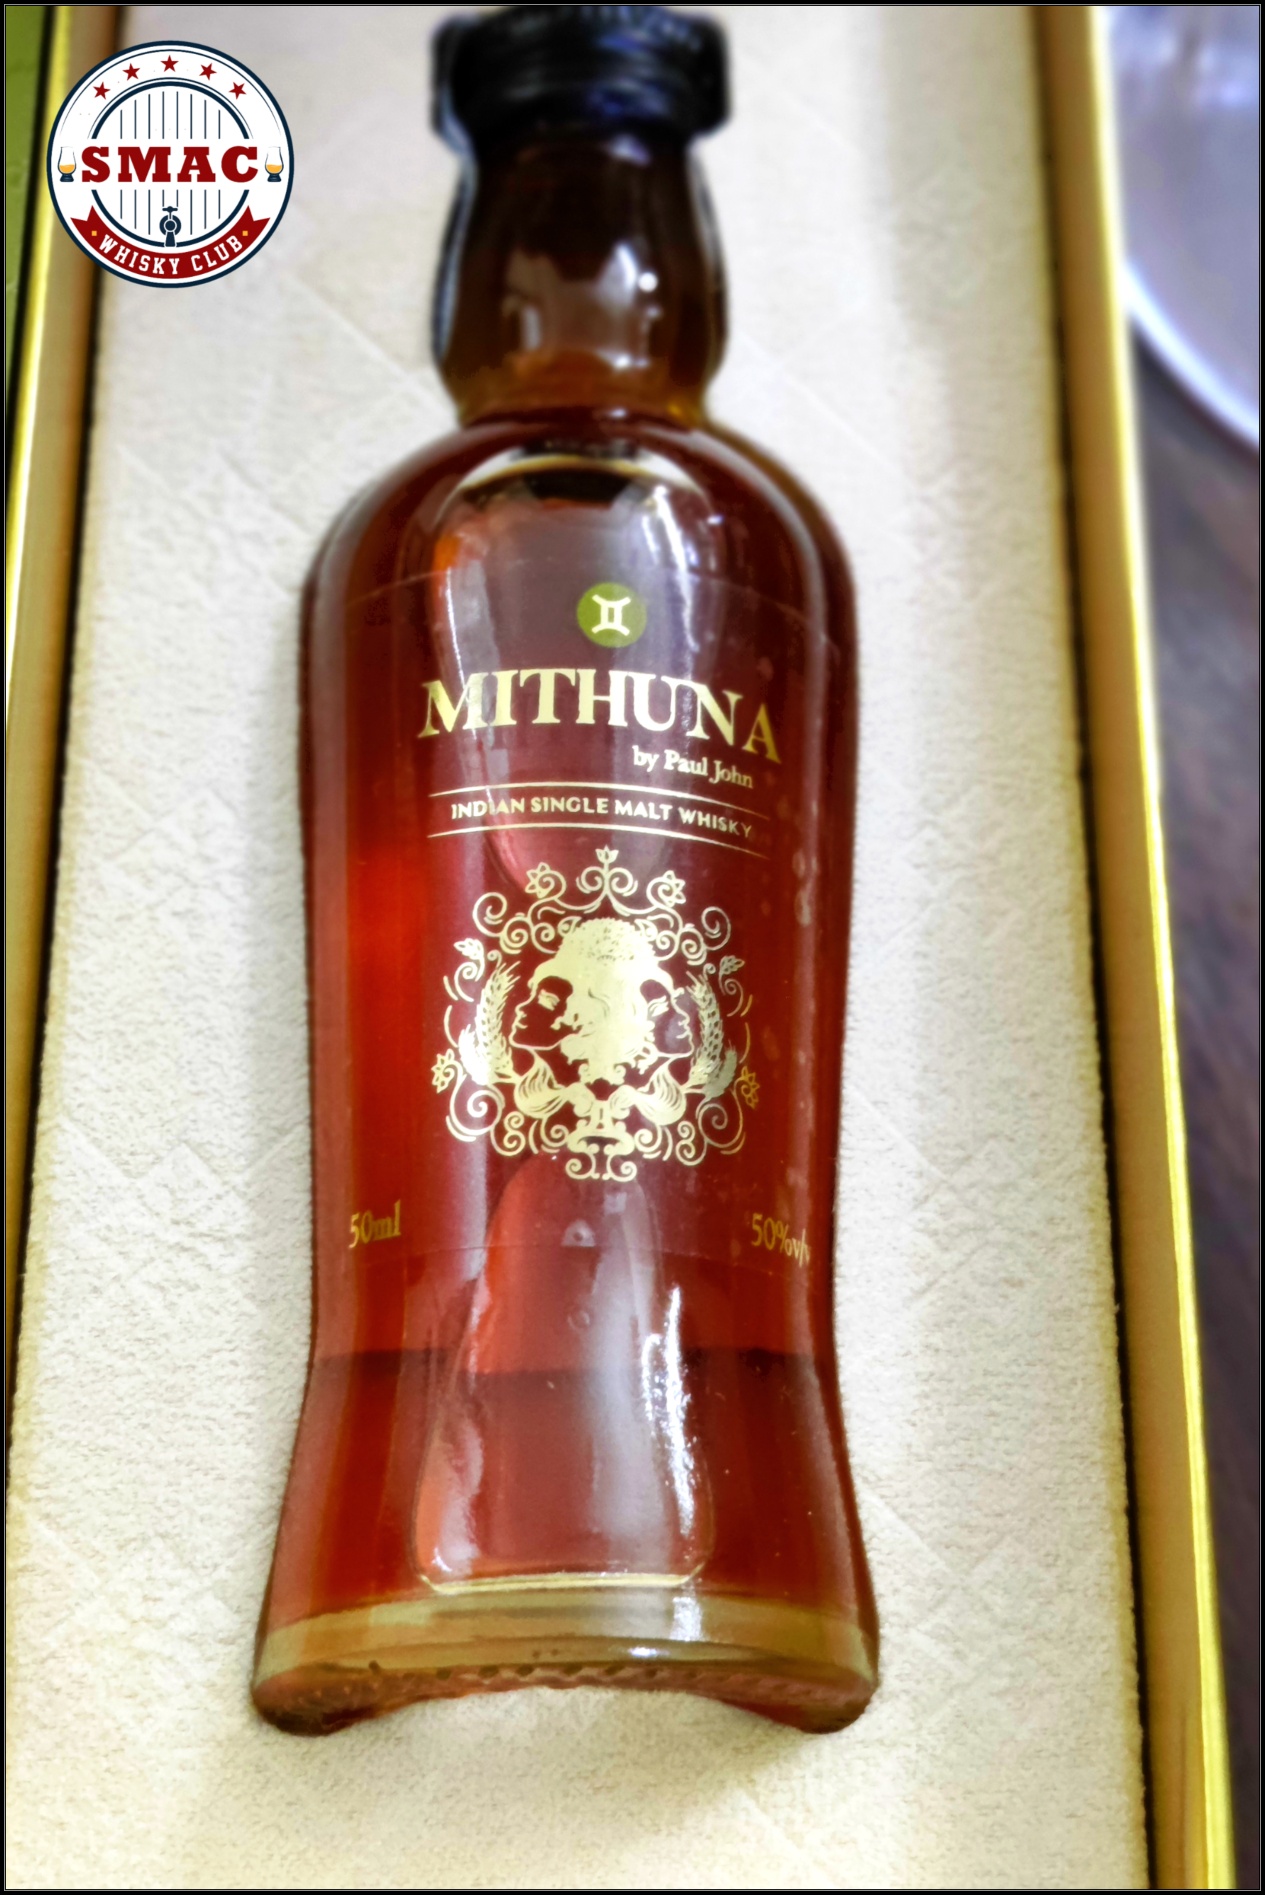 SMAC
WHISKY CLUB
MITHUNA
by Paul John
INDIAN SINGLE MALT WHISKY
50ml
50%v/v